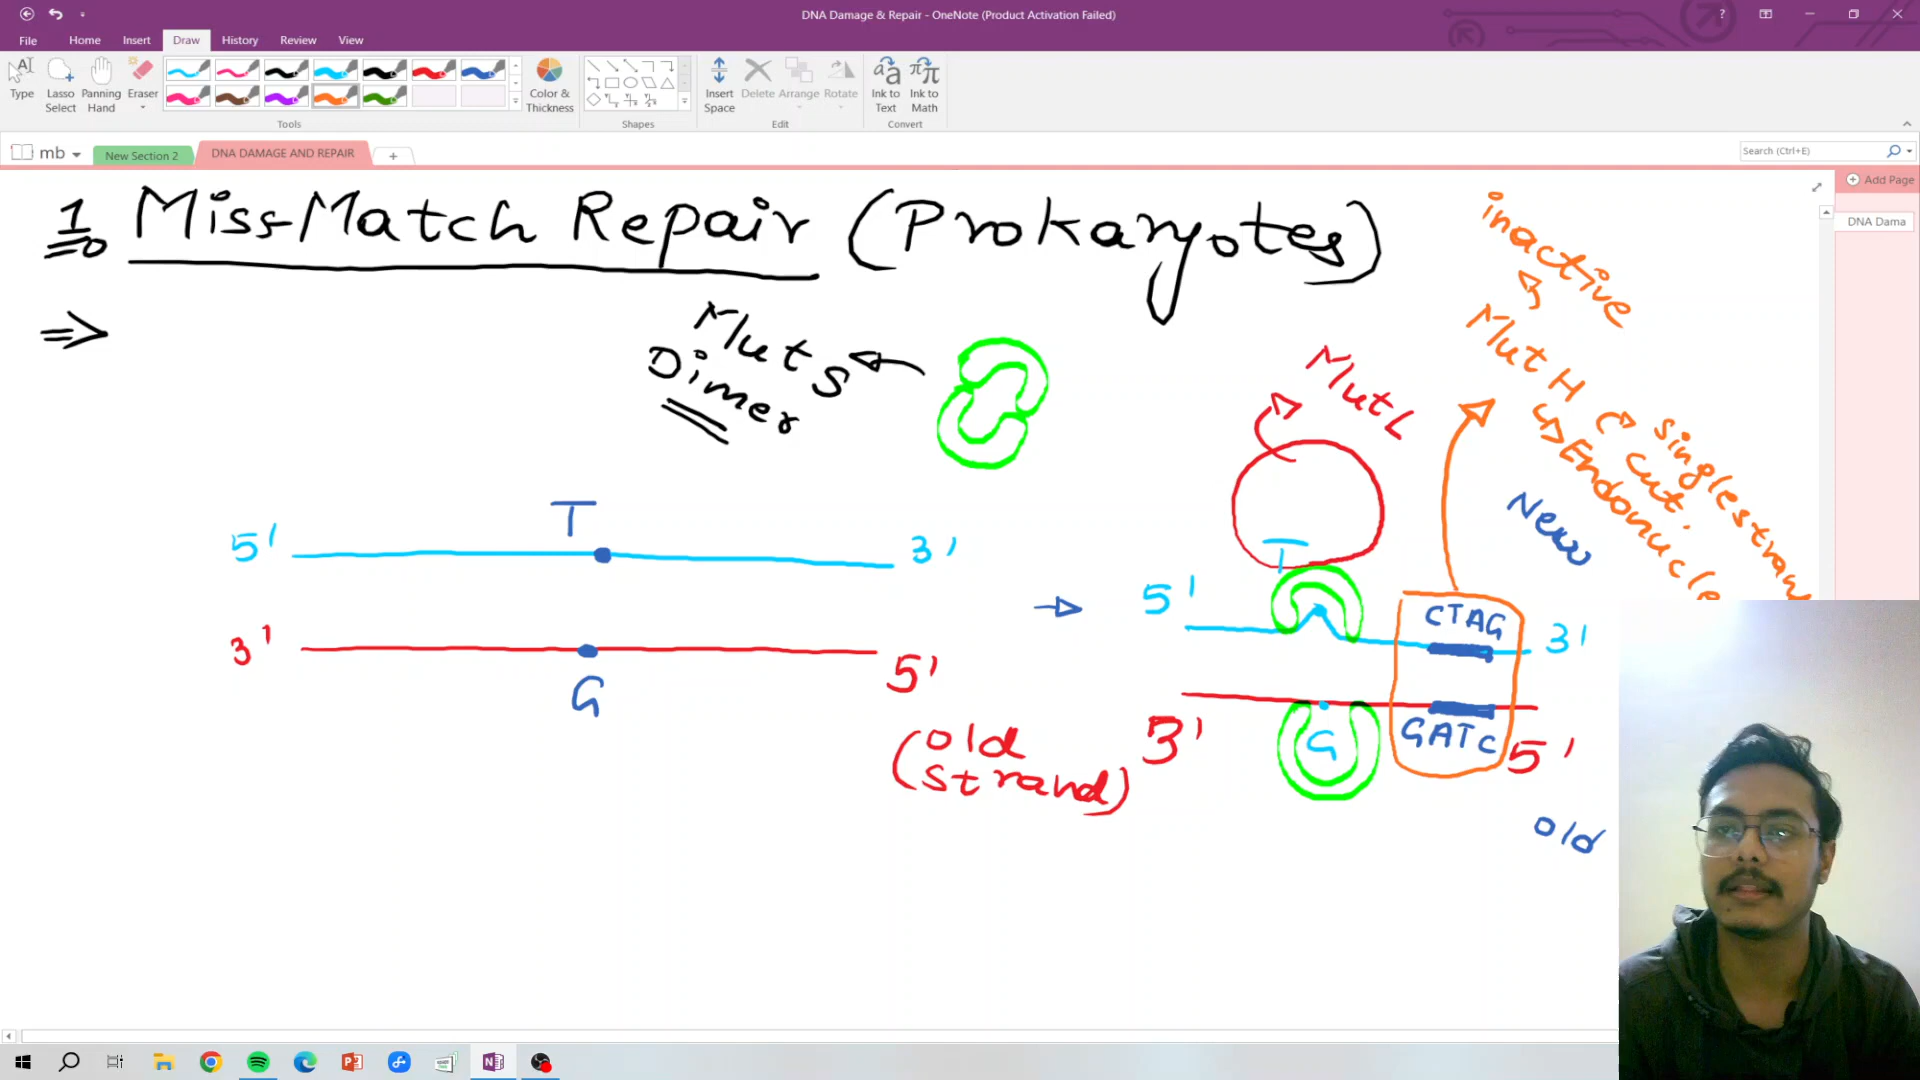 DNA Damage & Repair - OneNote (Product Activation Failed)
File Home Insert Draw History Review View
Type Lasso Select Panning Hand Eraser Color & Thickness Insert Space Delete Arrange Rotate Ink to Text Ink to Math
Tools Shapes Edit Convert
mb New Section 2 DNA DAMAGE AND REPAIR + Search (Ctrl+E)
Add Page
DNA Dama
1. Miss-Match Repair (Prokaryotes)
inactive
⇒
MutS
Dimer
MutL
MutH
Single strand
cut.
Endonucle
New
T
5' 3'
3' 5'
G
(old
strand)
T
5' CTAG 3'
3' G GATC 5'
old